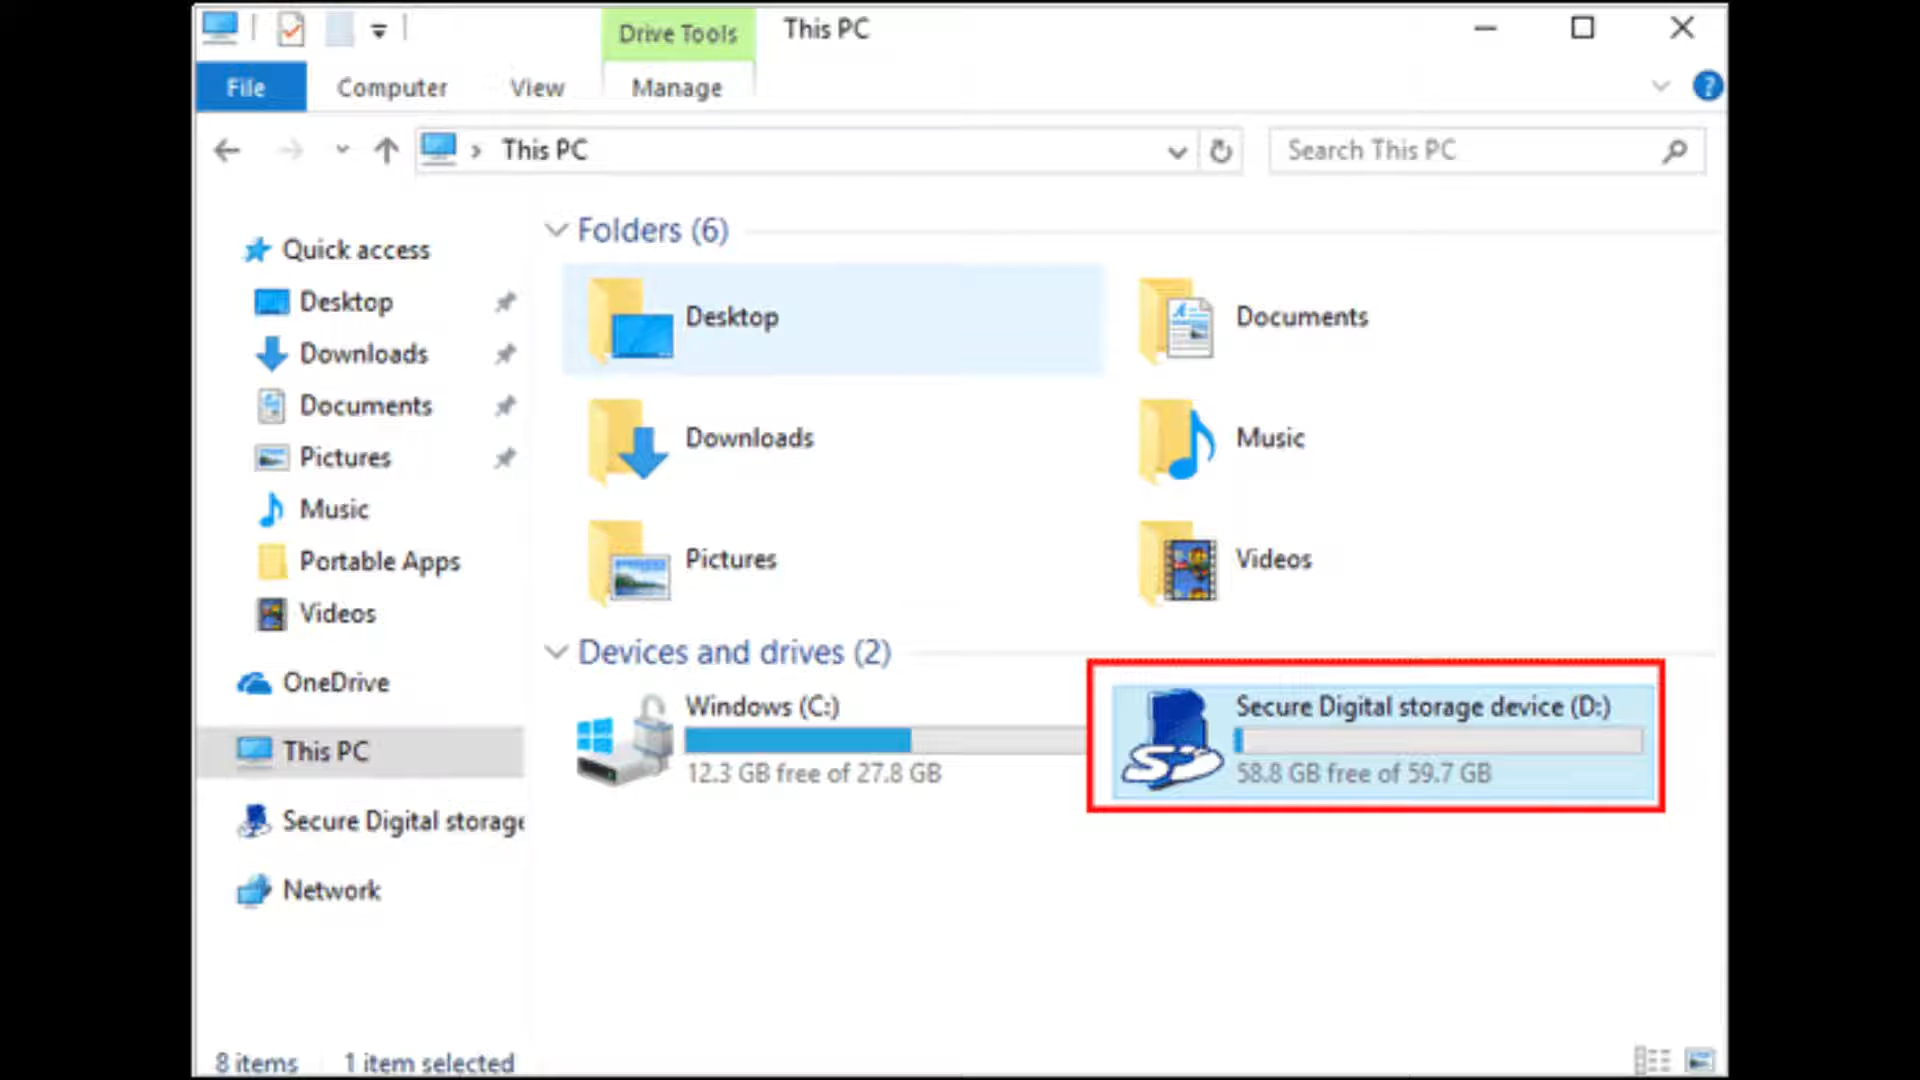 Drive Tools
This PC
File
Computer
View
Manage
?
This PC
Search This PC
Quick access
Desktop
Downloads
Documents
Pictures
Music
Portable Apps
Videos
OneDrive
This PC
Secure Digital storage
Network
Folders (6)
Desktop
Documents
Downloads
Music
Pictures
Videos
Devices and drives (2)
Windows (C:)
12.3 GB free of 27.8 GB
SD
Secure Digital storage device (D:)
58.8 GB free of 59.7 GB
8 items
1 item selected